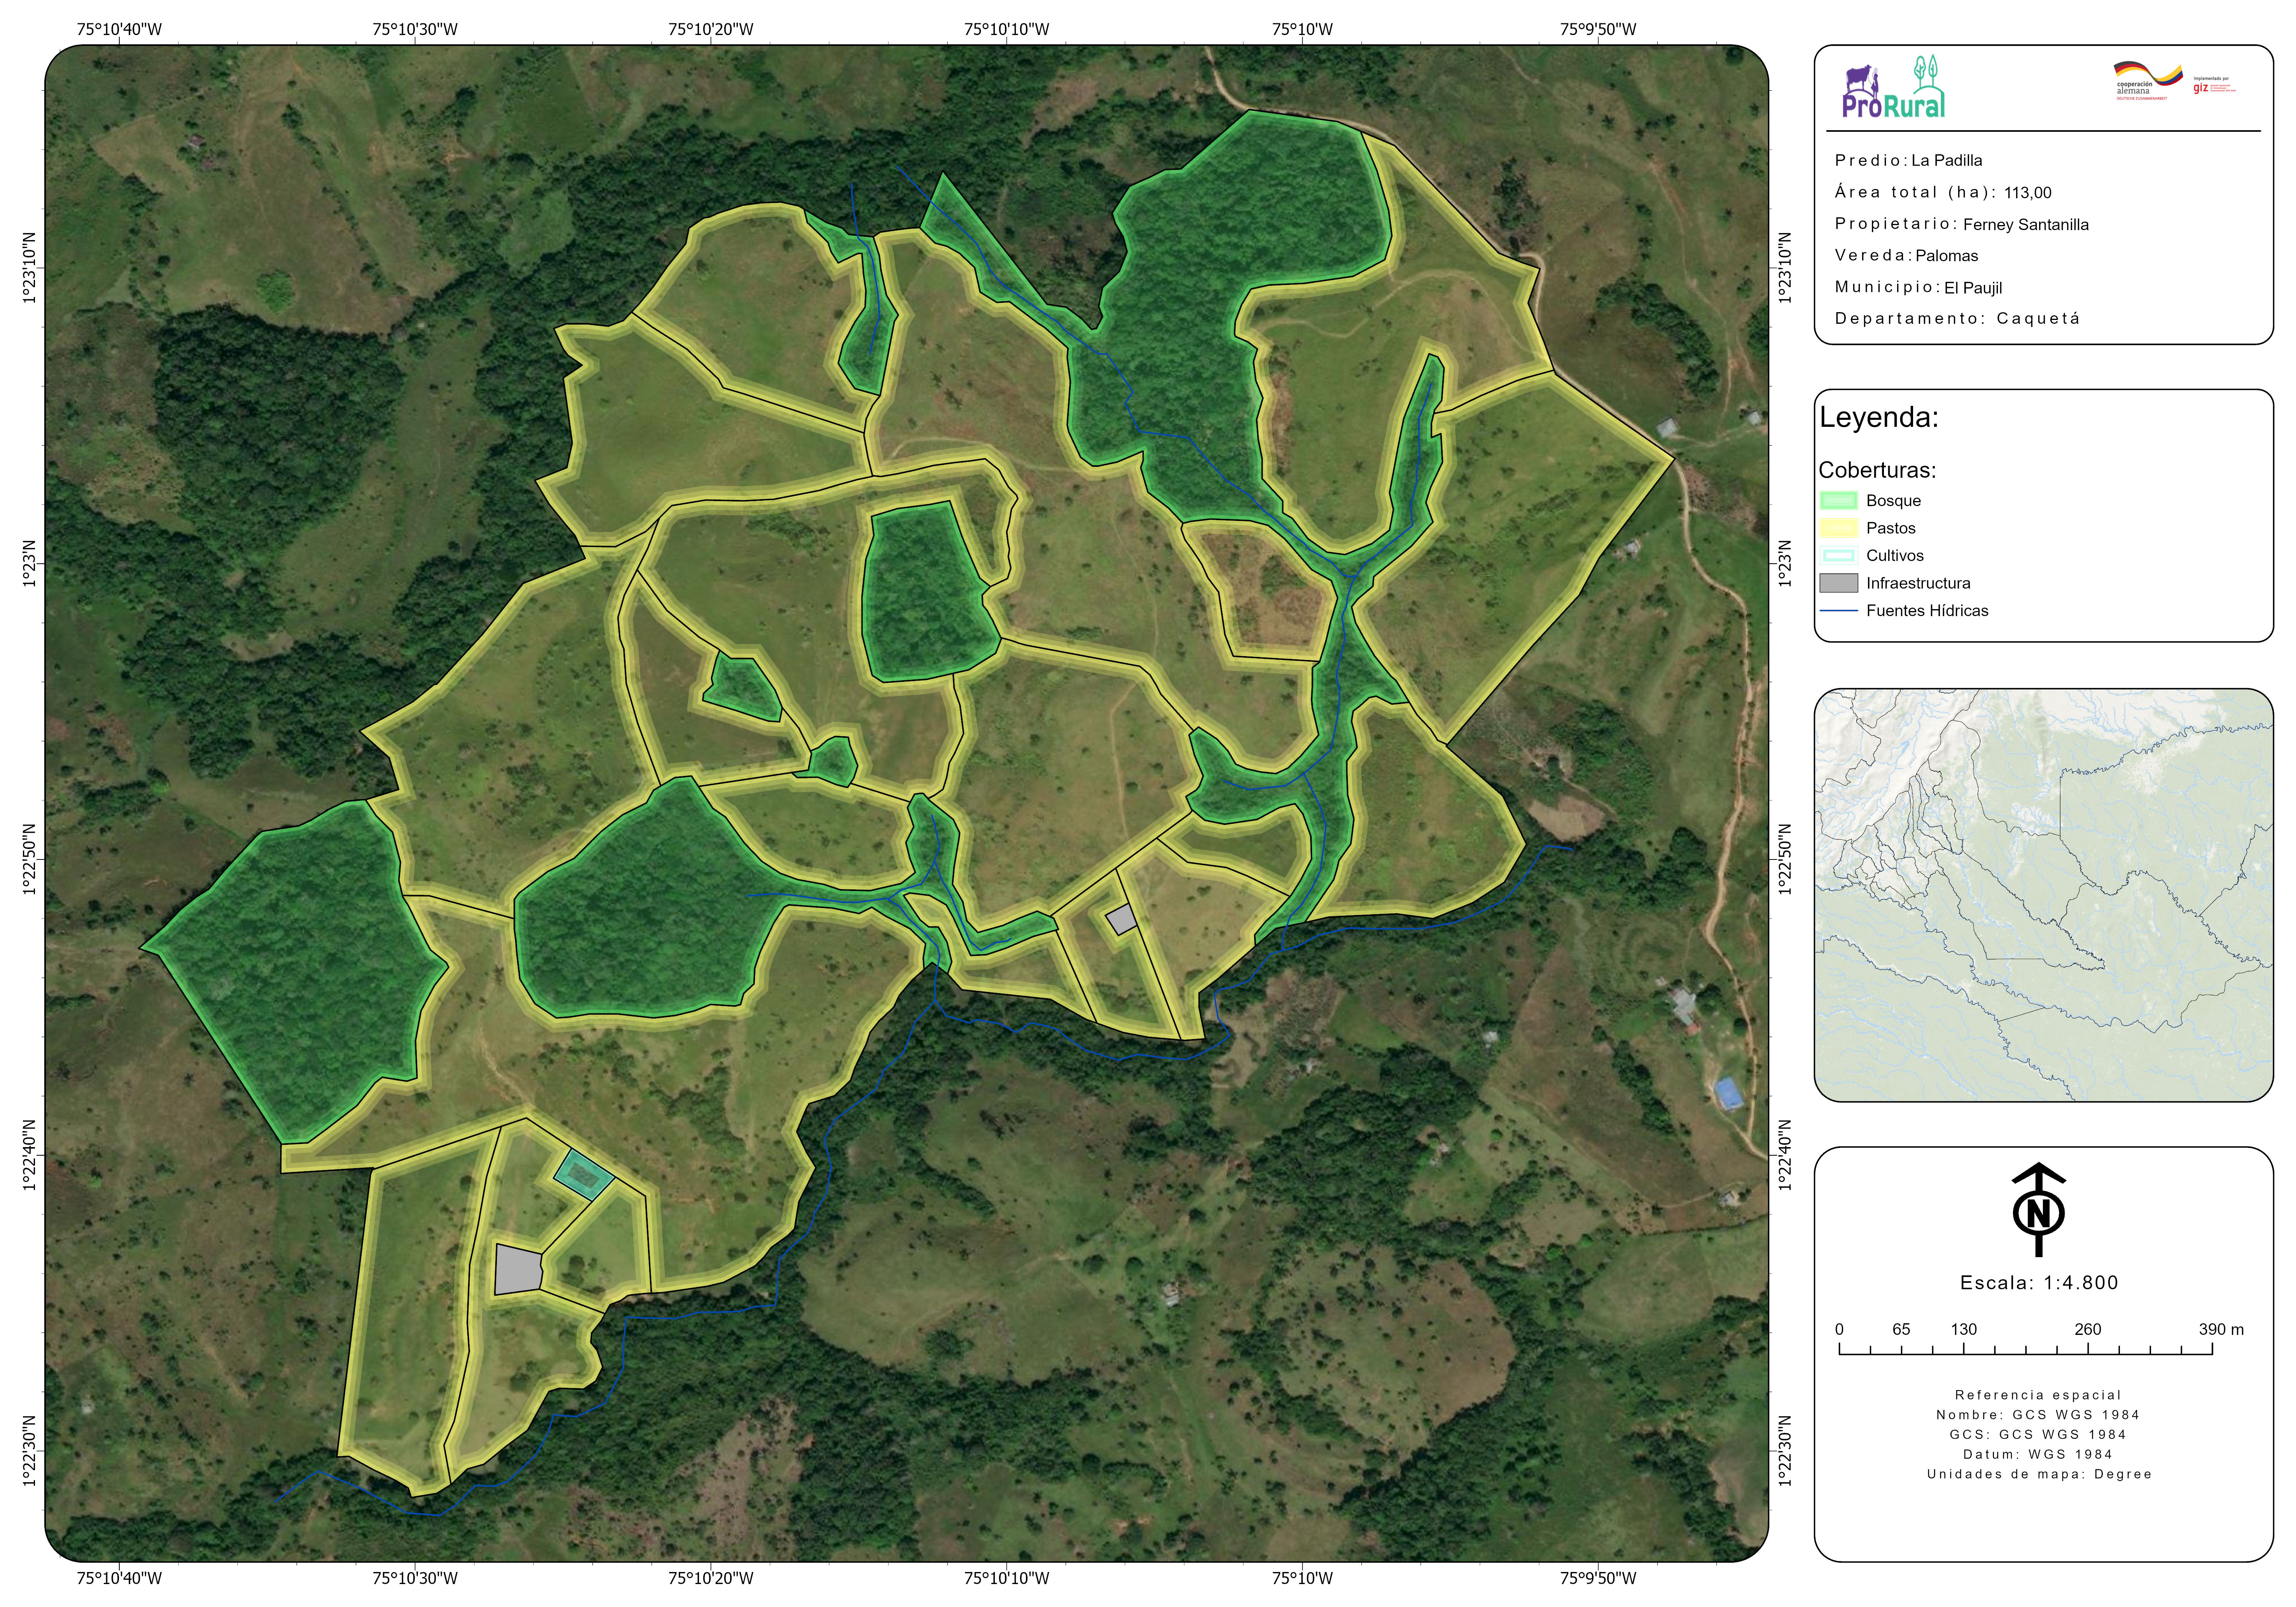 75°10'40"W 75°10'30"W 75°10'20"W 75°10'10"W 75°10'W 75°9'50"W
1°23'10"N
1°23'N
1°22'50"N
1°22'40"N
1°22'30"N
1°23'10"N
1°23'N
1°22'50"N
1°22'40"N
1°22'30"N
75°10'40"W 75°10'30"W 75°10'20"W 75°10'10"W 75°10'W 75°9'50"W
ProRural
cooperación
alemana
DEUTSCHE ZUSAMMENARBEIT
Implementada por
giz
Predio: La Padilla
Área total (ha): 113,00
Propietario: Ferney Santanilla
Vereda: Palomas
Municipio: El Paujil
Departamento: Caquetá
Leyenda:
Coberturas:
Bosque
Pastos
Cultivos
Infraestructura
Fuentes Hídricas
N
Escala: 1:4.800
0 65 130 260 390 m
Referencia espacial
Nombre: GCS WGS 1984
GCS: GCS WGS 1984
Datum: WGS 1984
Unidades de mapa: Degree